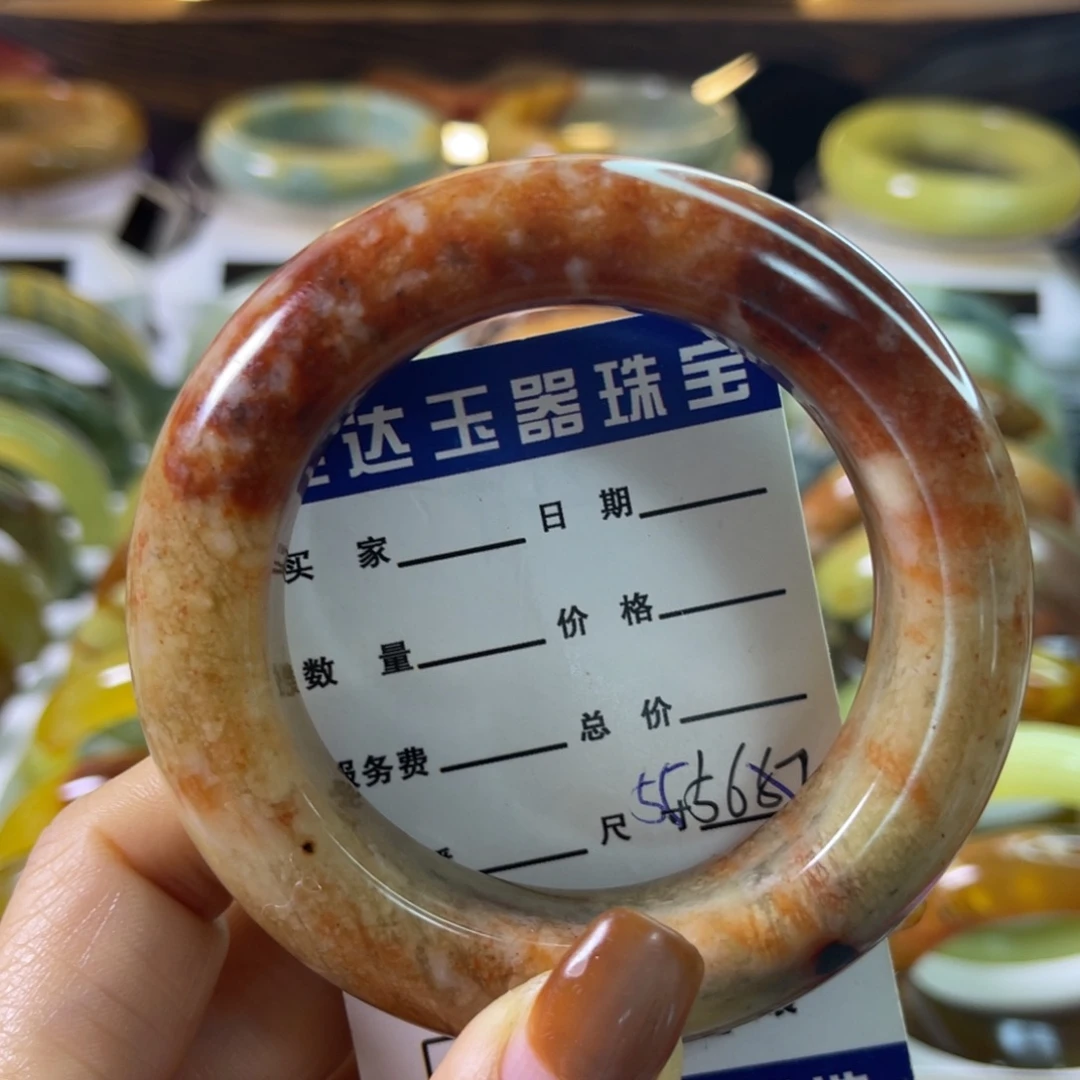 达玉器珠宝
买 家 日 期
数 量 价 格
服务费 总 价
尺 寸